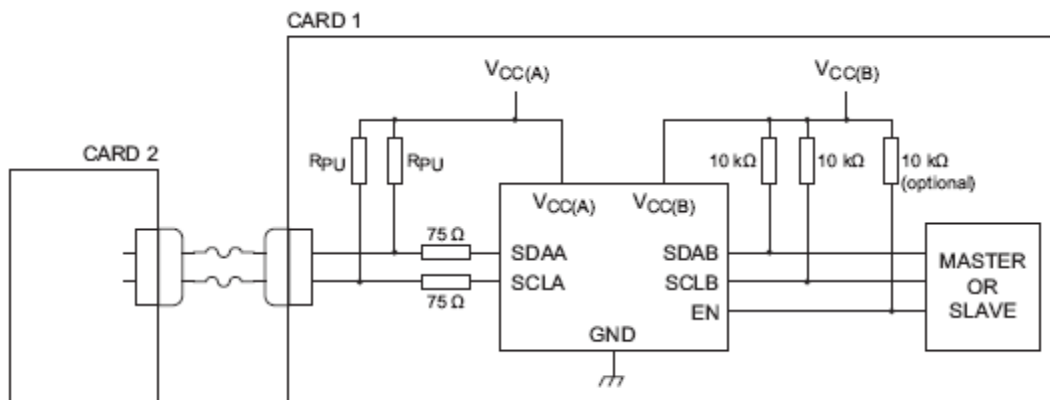 CARD 1
VCC(A)
VCC(B)
CARD 2
RPU
RPU
10 kΩ
10 kΩ
10 kΩ
(optional)
VCC(A)
VCC(B)
75 Ω
SDAA
SDAB
SCLA
SCLB
75 Ω
EN
GND
MASTER
OR
SLAVE